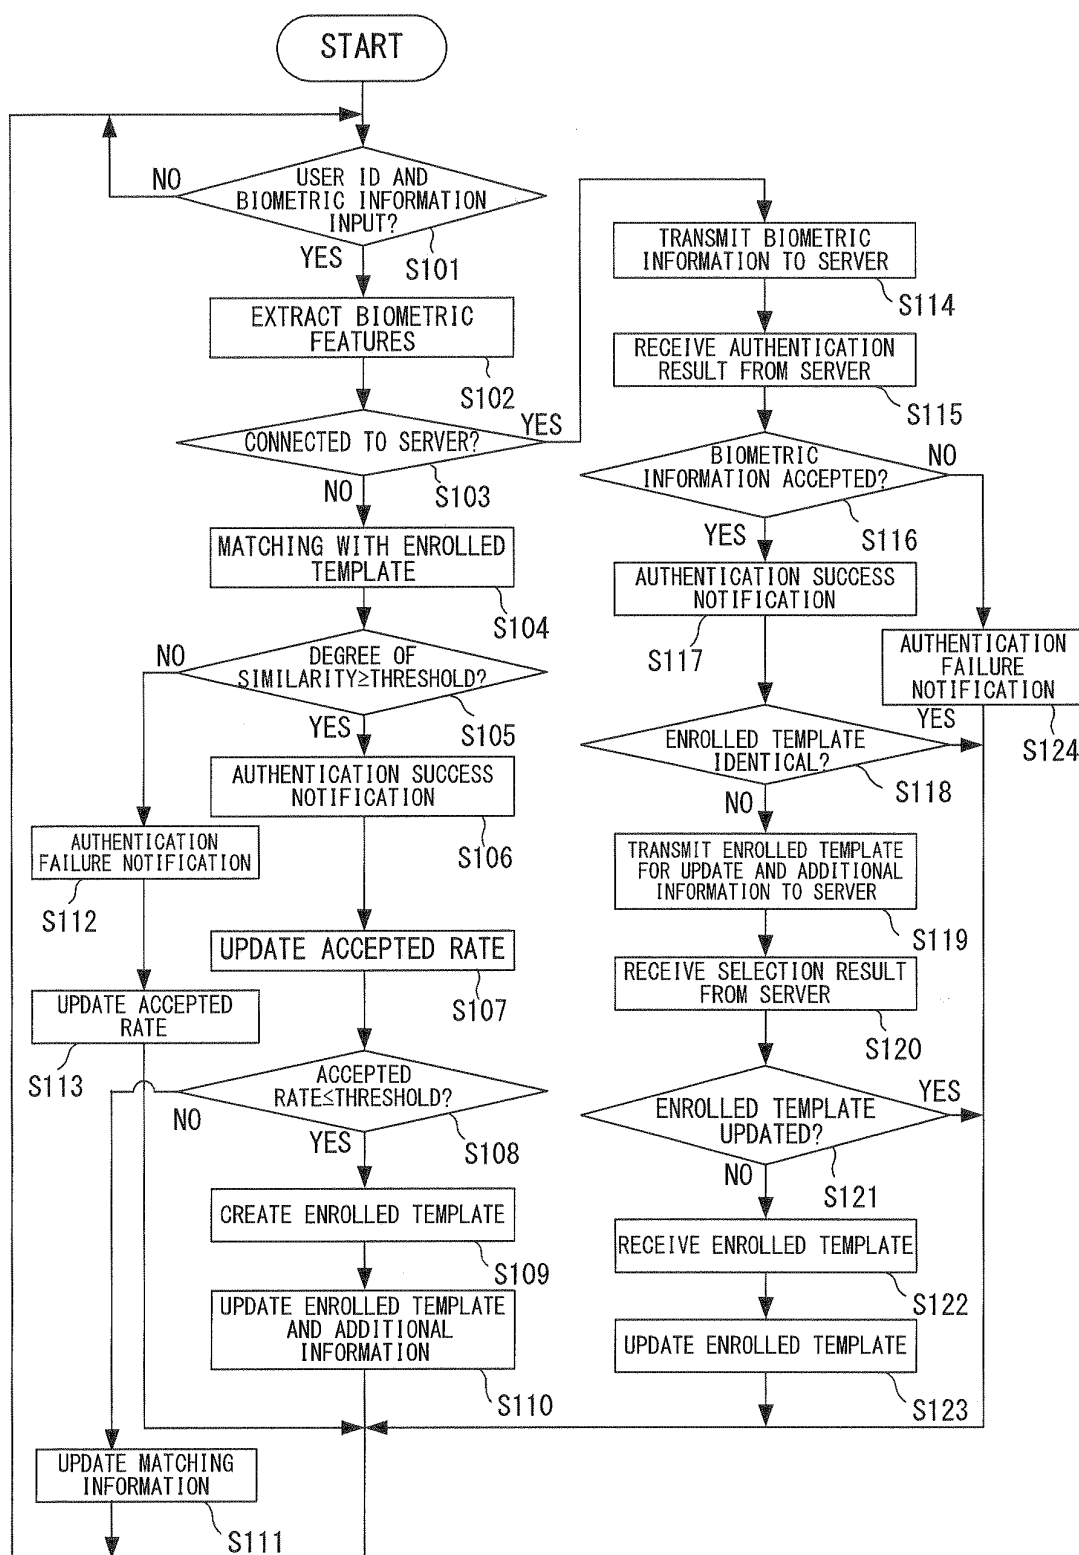 START
NO
USER ID AND
BIOMETRIC INFORMATION
INPUT?
YES
S101
EXTRACT BIOMETRIC
FEATURES
S102
CONNECTED TO SERVER?
YES
S103
NO
MATCHING WITH ENROLLED
TEMPLATE
S104
NO
DEGREE OF
SIMILARITY≥THRESHOLD?
YES
S105
AUTHENTICATION SUCCESS
NOTIFICATION
S106
AUTHENTICATION
FAILURE NOTIFICATION
S112
UPDATE ACCEPTED RATE
S107
UPDATE ACCEPTED
RATE
S113
ACCEPTED
RATE≤THRESHOLD?
NO
YES
S108
CREATE ENROLLED TEMPLATE
S109
UPDATE ENROLLED TEMPLATE
AND ADDITIONAL
INFORMATION
S110
UPDATE MATCHING
INFORMATION
S111
TRANSMIT BIOMETRIC
INFORMATION TO SERVER
S114
RECEIVE AUTHENTICATION
RESULT FROM SERVER
S115
BIOMETRIC
INFORMATION ACCEPTED?
NO
YES
S116
AUTHENTICATION SUCCESS
NOTIFICATION
S117
AUTHENTICATION
FAILURE
NOTIFICATION
S124
ENROLLED TEMPLATE
IDENTICAL?
YES
S118
NO
TRANSMIT ENROLLED TEMPLATE
FOR UPDATE AND ADDITIONAL
INFORMATION TO SERVER
S119
RECEIVE SELECTION RESULT
FROM SERVER
S120
ENROLLED TEMPLATE
UPDATED?
YES
S121
NO
RECEIVE ENROLLED TEMPLATE
S122
UPDATE ENROLLED TEMPLATE
S123